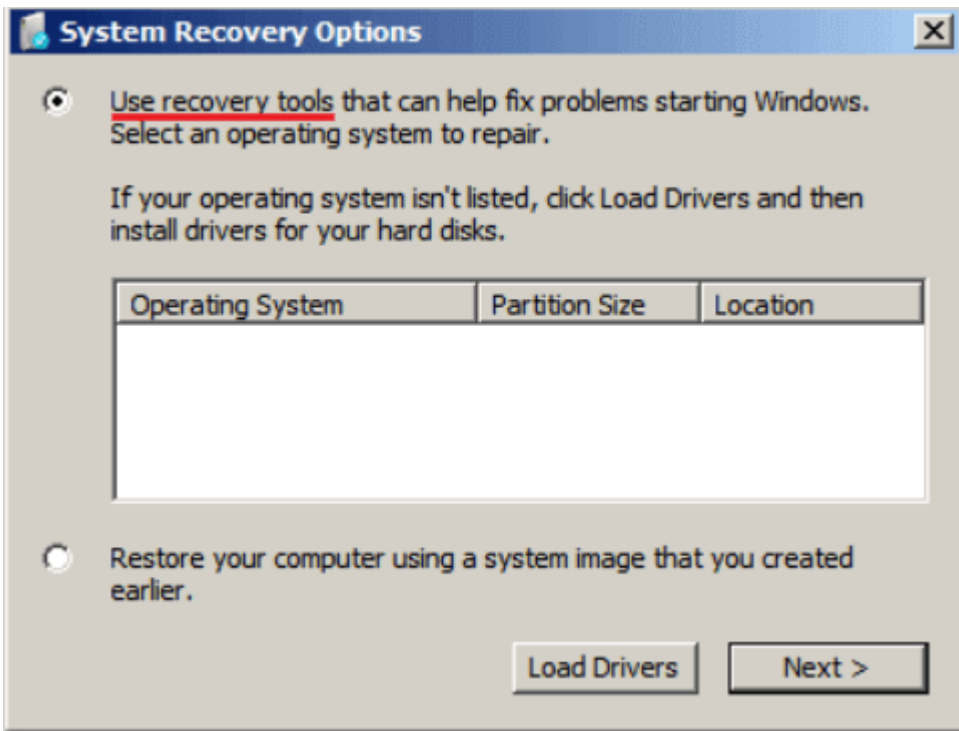 System Recovery Options
Use recovery tools that can help fix problems starting Windows.
Select an operating system to repair.
If your operating system isn't listed, click Load Drivers and then
install drivers for your hard disks.
Operating System Partition Size Location
Restore your computer using a system image that you created
earlier.
Load Drivers Next >